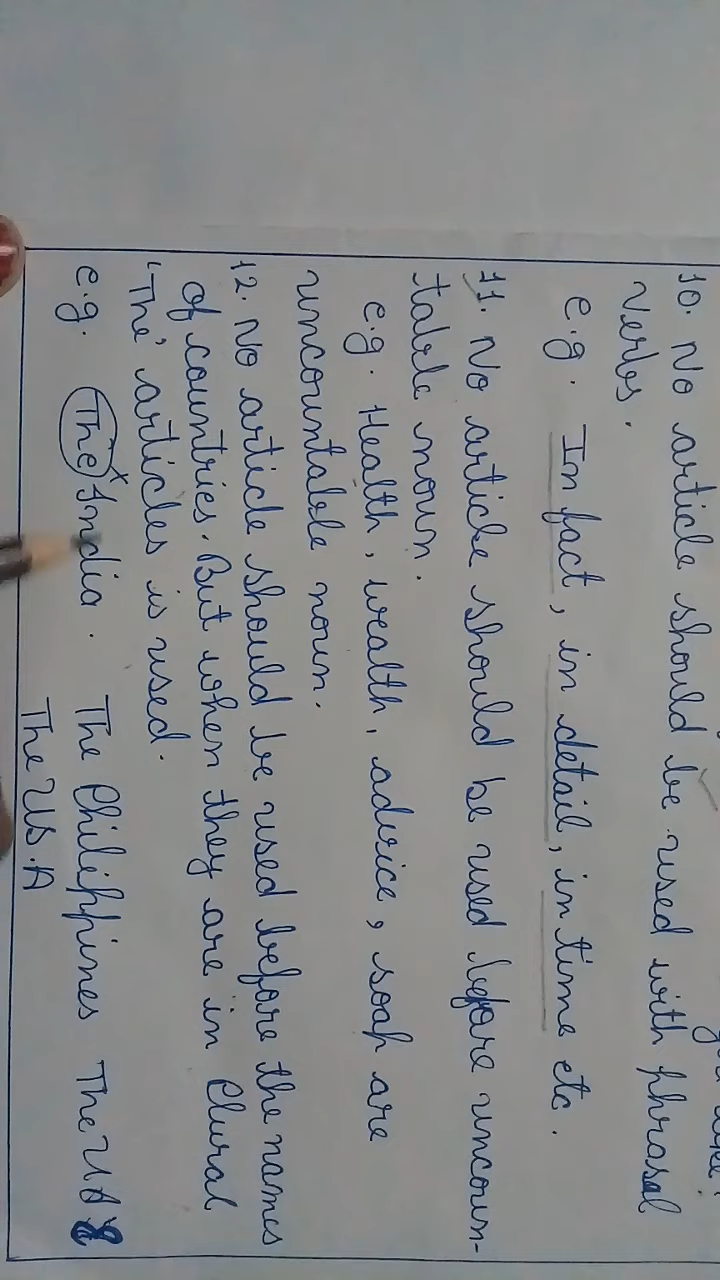 10. No article should be used with phrasal
verbs.
e.g. In fact, in detail, in time etc.
11. No article should be used before uncoun-
table noun.
e.g. Health, wealth, advice, soap are
uncountable noun.
12. No article should be used before the names
of countries. But when they are in Plural
'The' articles is used.
e.g. The India. The Philippines The UAE
The US.A